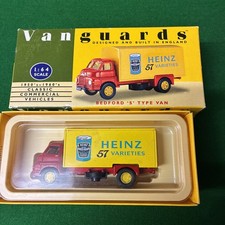 Vanguards
DESIGNED AND BUILT IN ENGLAND
1:64
SCALE
1950's-1960's
CLASSIC
COMMERCIAL
VEHICLES
HEINZ
57 VARIETIES
BEDFORD 'S' TYPE VAN
HEINZ
57 VARIETIES